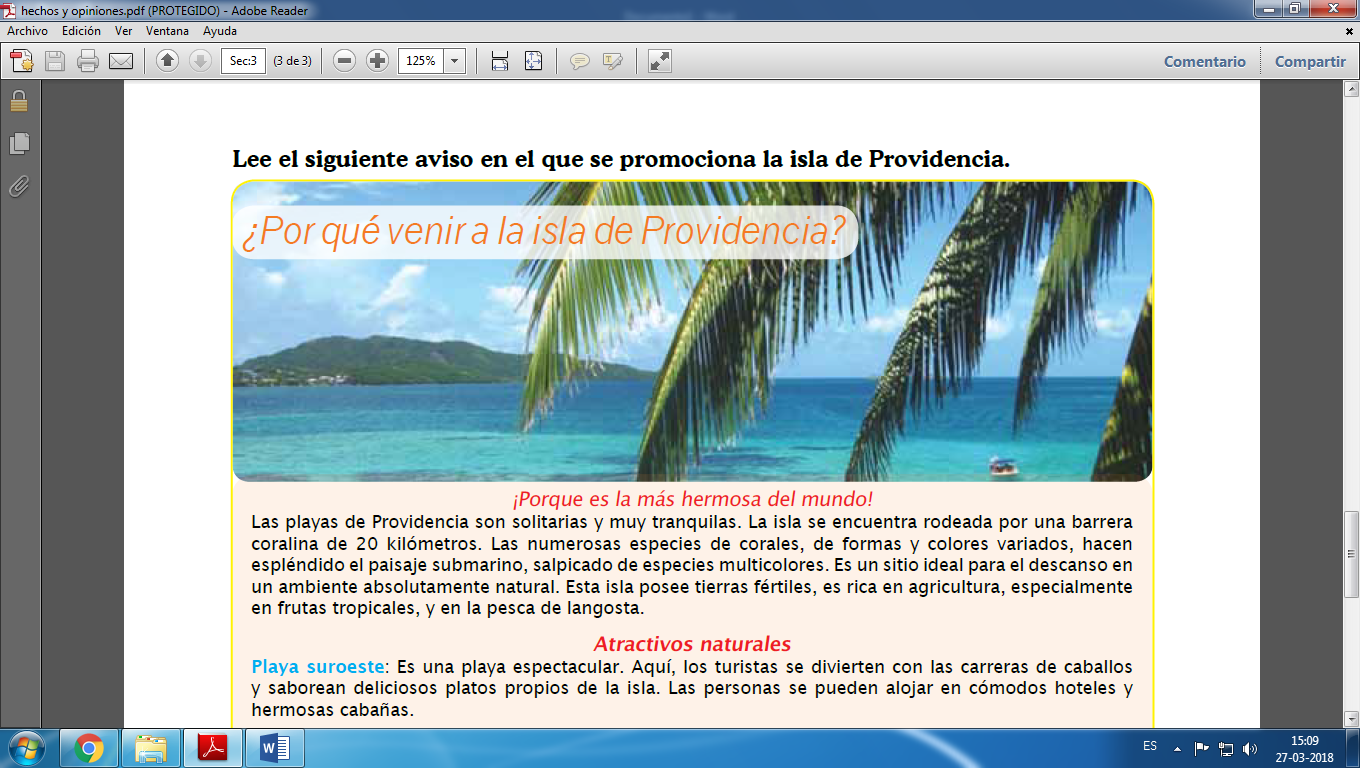 hechos y opiniones.pdf (PROTEGIDO) - Adobe Reader
Archivo Edición Ver Ventana Ayuda
Sec:3 (3 de 3) 125% Comentario Compartir
Lee el siguiente aviso en el que se promociona la isla de Providencia.
¿Por qué venir a la isla de Providencia?
¡Porque es la más hermosa del mundo!
Las playas de Providencia son solitarias y muy tranquilas. La isla se encuentra rodeada por una barrera
coralina de 20 kilómetros. Las numerosas especies de corales, de formas y colores variados, hacen
espléndido el paisaje submarino, salpicado de especies multicolores. Es un sitio ideal para el descanso en
un ambiente absolutamente natural. Esta isla posee tierras fértiles, es rica en agricultura, especialmente
en frutas tropicales, y en la pesca de langosta.
Atractivos naturales
Playa suroeste: Es una playa espectacular. Aquí, los turistas se divierten con las carreras de caballos
y saborean deliciosos platos propios de la isla. Las personas se pueden alojar en cómodos hoteles y
hermosas cabañas.
ES
15:09
27-03-2018